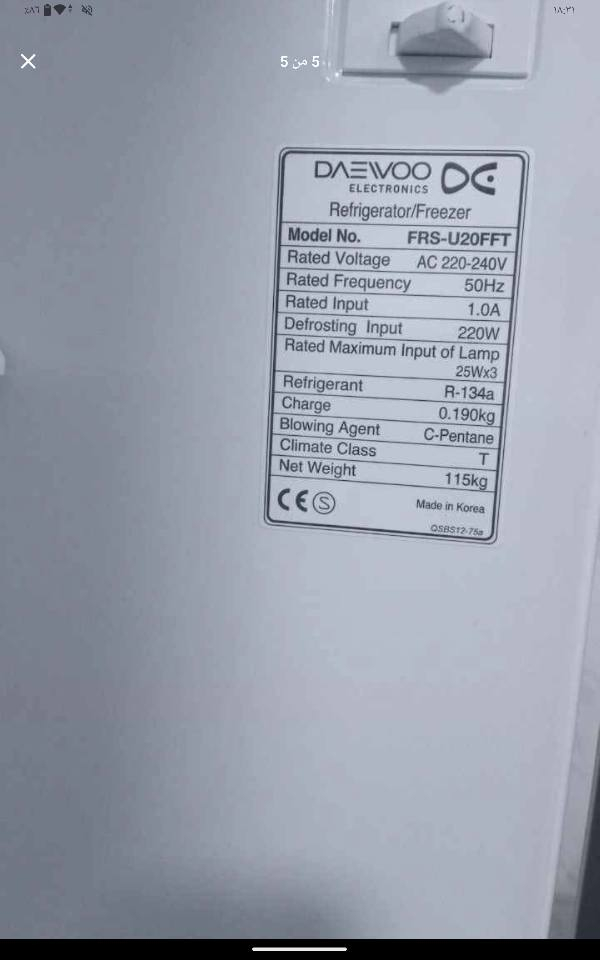 ٪٨٦
١٨:٣١
5 من 5
DAEWOO
ELECTRONICS
Refrigerator/Freezer
Model No. FRS-U20FFT
Rated Voltage AC 220-240V
Rated Frequency 50Hz
Rated Input 1.0A
Defrosting Input 220W
Rated Maximum Input of Lamp
25Wx3
Refrigerant R-134a
Charge 0.190kg
Blowing Agent C-Pentane
Climate Class T
Net Weight 115kg
CE S Made in Korea
QSBS12-75a